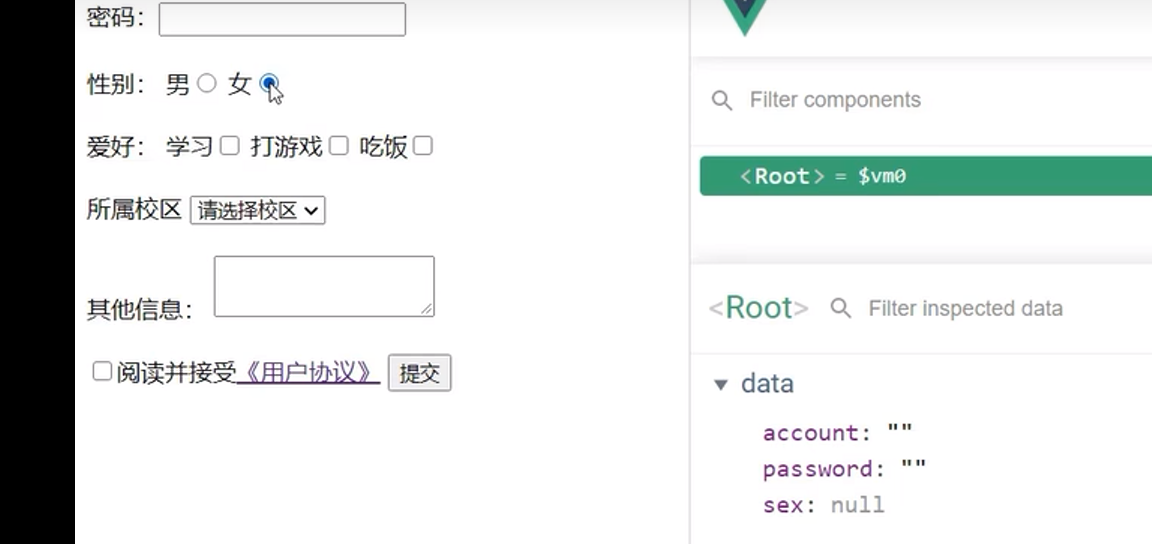 密码：
性别： 男 女
爱好： 学习 打游戏 吃饭
所属校区 请选择校区
其他信息：
阅读并接受《用户协议》 提交
Filter components
<Root> = $vm0
<Root> Filter inspected data
data
account: ""
password: ""
sex: null